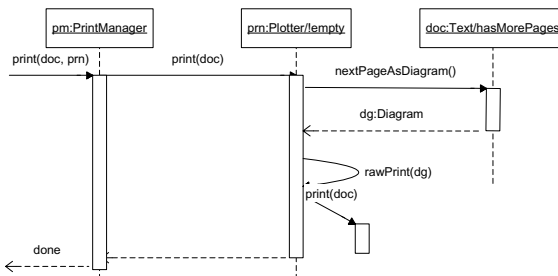 pm:PrintManager
prn:Plotter/!empty
doc:Text/hasMorePages
print(doc, prn)
print(doc)
nextPageAsDiagram()
dg:Diagram
rawPrint(dg)
print(doc)
done